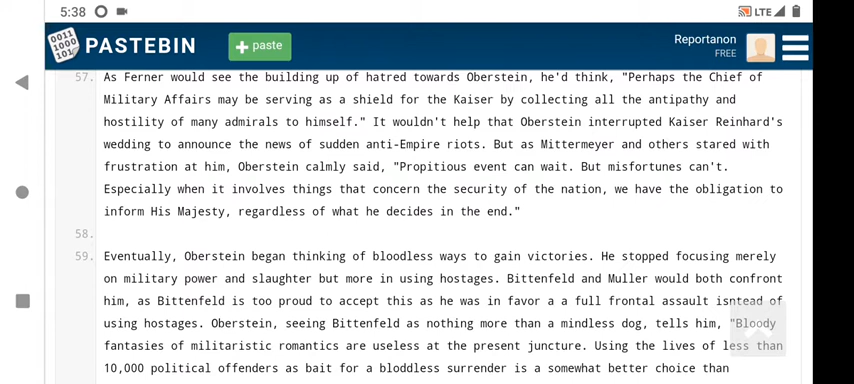 5:38 LTE
0011
1000
101
PASTEBIN + paste Reportanon
FREE
57. As Ferner would see the building up of hatred towards Oberstein, he'd think, "Perhaps the Chief of
Military Affairs may be serving as a shield for the Kaiser by collecting all the antipathy and
hostility of many admirals to himself." It wouldn't help that Oberstein interrupted Kaiser Reinhard's
wedding to announce the news of sudden anti-Empire riots. But as Mittermeyer and others stared with
frustration at him, Oberstein calmly said, "Propitious event can wait. But misfortunes can't.
Especially when it involves things that concern the security of the nation, we have the obligation to
inform His Majesty, regardless of what he decides in the end."
58.
59. Eventually, Oberstein began thinking of bloodless ways to gain victories. He stopped focusing merely
on military power and slaughter but more in using hostages. Bittenfeld and Muller would both confront
him, as Bittenfeld is too proud to accept this as he was in favor a a full frontal assault isntead of
using hostages. Oberstein, seeing Bittenfeld as nothing more than a mindless dog, tells him, "Bloody
fantasies of militaristic romantics are useless at the present juncture. Using the lives of less than
10,000 political offenders as bait for a bloddless surrender is a somewhat better choice than